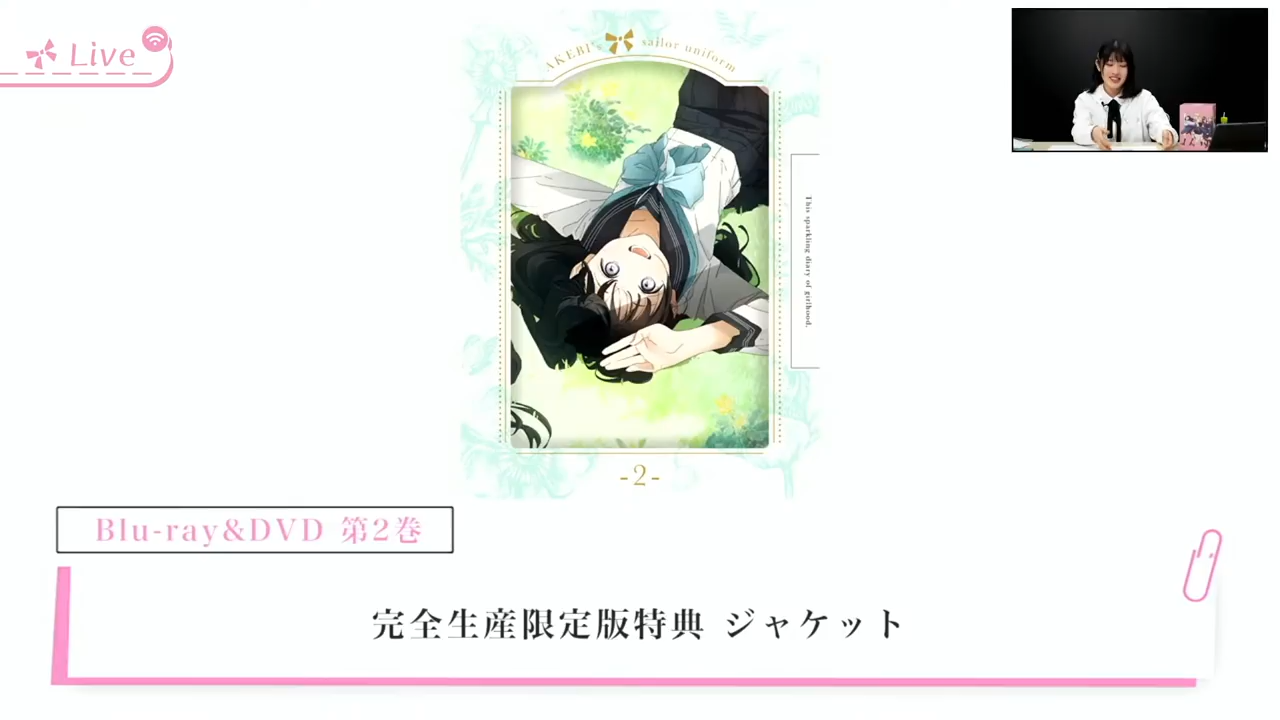 Live
AKEBI's sailor uniform
This sparkling diary of girlhood.
-2-
Blu-ray&DVD 第2巻
完全生産限定版特典 ジャケット